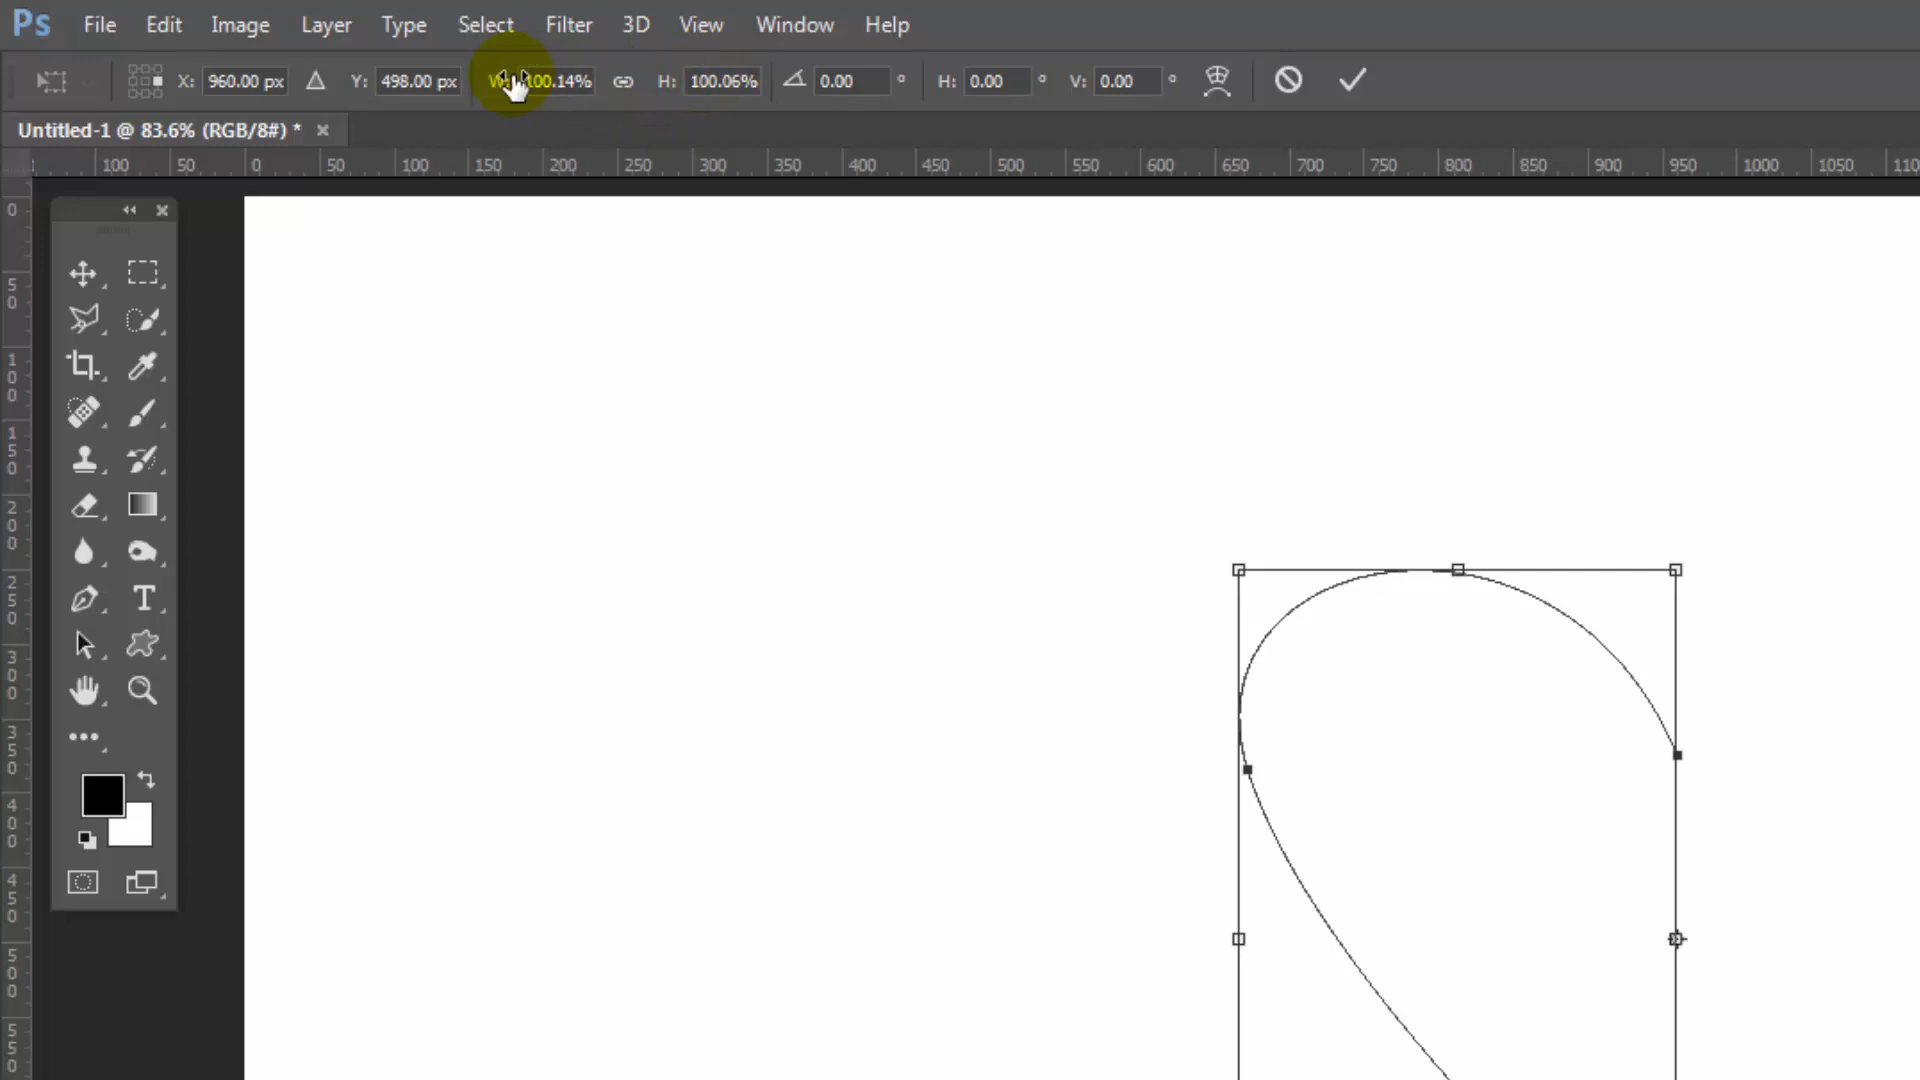 Ps File Edit Image Layer Type Select Filter 3D View Window Help
X: 960.00 px Y: 498.00 px W: 100.14% H: 100.06% 0.00 ° H: 0.00 ° V: 0.00 °
Untitled-1 @ 83.6% (RGB/8#) * ×
100 50 0 50 100 150 200 250 300 350 400 450 500 550 600 650 700 750 800 850 900 950 1000 1050 110
0
50
100
150
200
250
300
350
400
450
500
550
T